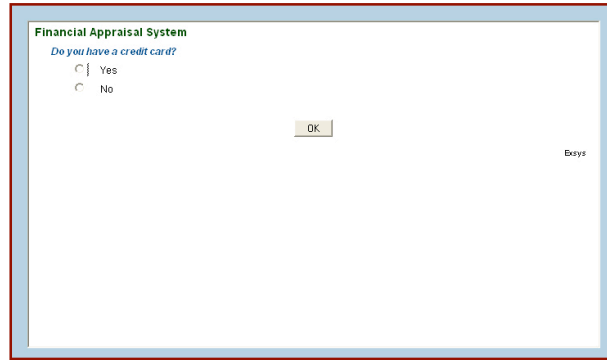 Financial Appraisal System
Do you have a credit card?
Yes
No
OK
Exsys